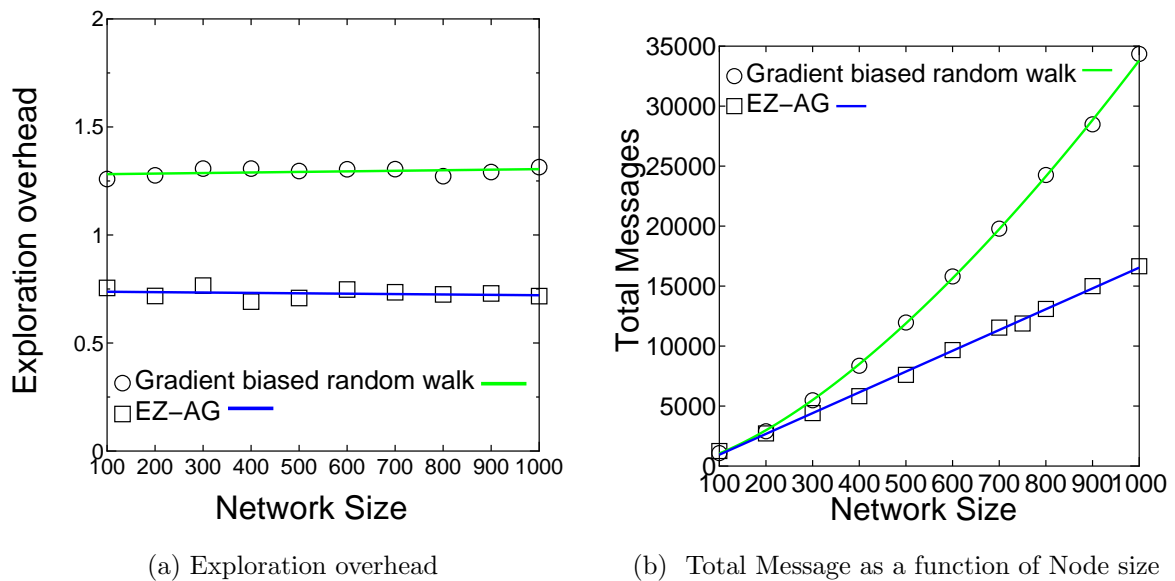 2
1.5
1
0.5
0
Exploration overhead
Gradient biased random walk
EZ−AG
100 200 300 400 500 600 700 800 900 1000
Network Size
(a) Exploration overhead
35000
30000
25000
20000
15000
10000
5000
0
Total Messages
Gradient biased random walk
EZ−AG
100 200 300 400 500 600 700 800 900 1000
Network Size
(b) Total Message as a function of Node size